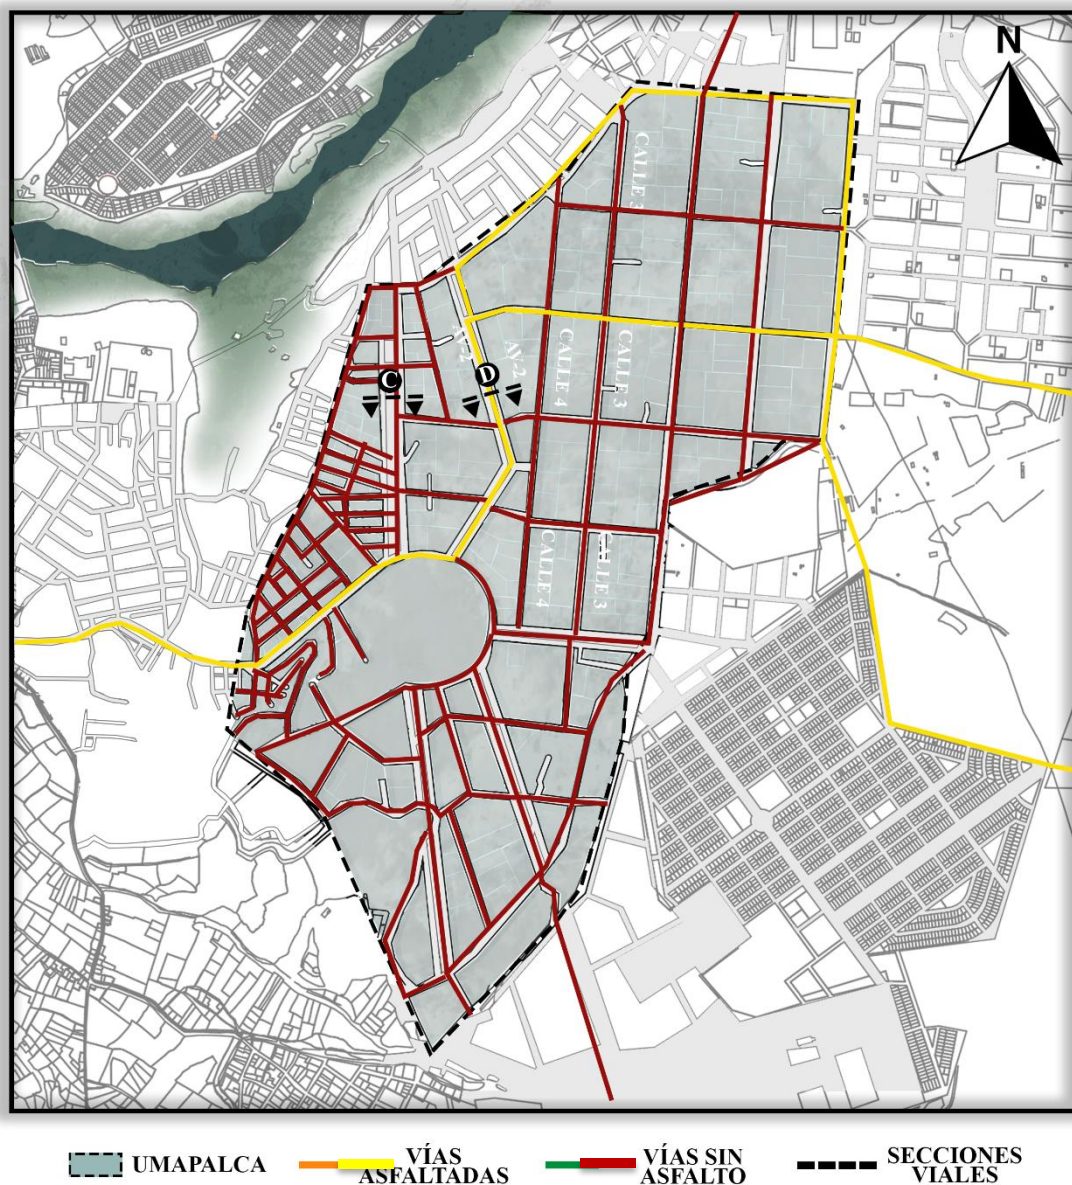 N
CALLE 3
AV-2
AV-2
CALLE 4
CALLE 3
C
D
CALLE 4
CALLE 3
UMAPALCA
VÍAS
ASFALTADAS
VÍAS SIN
ASFALTO
SECCIONES
VIALES